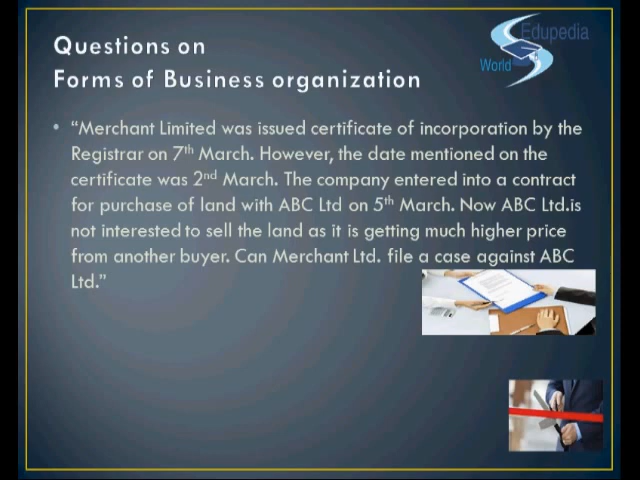 Edupedia
World
Questions on
Forms of Business organization
• “Merchant Limited was issued certificate of incorporation by the
Registrar on 7th March. However, the date mentioned on the
certificate was 2nd March. The company entered into a contract
for purchase of land with ABC Ltd on 5th March. Now ABC Ltd.is
not interested to sell the land as it is getting much higher price
from another buyer. Can Merchant Ltd. file a case against ABC
Ltd.”